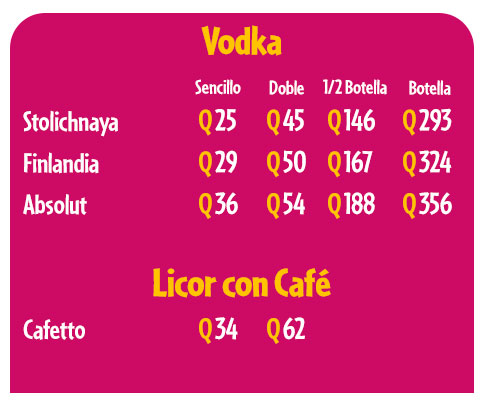 Vodka
Sencillo Doble 1/2 Botella Botella
Stolichnaya Q25 Q45 Q146 Q293
Finlandia Q29 Q50 Q167 Q324
Absolut Q36 Q54 Q188 Q356
Licor con Café
Cafetto Q34 Q62